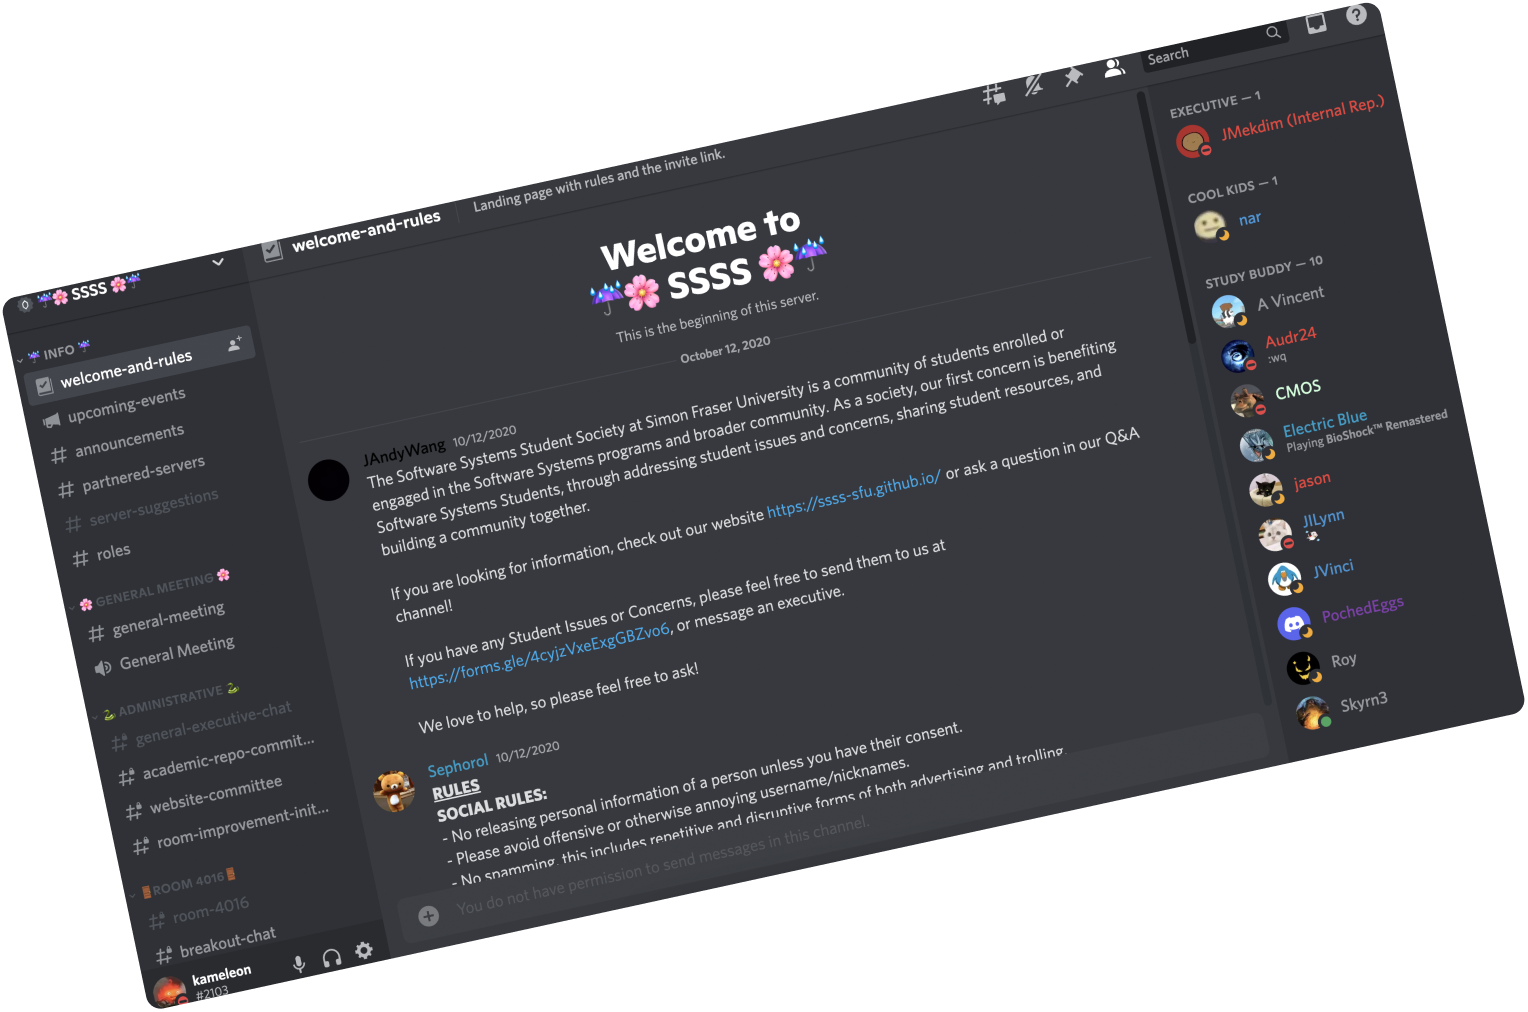 SSSS
INFO
welcome-and-rules
upcoming-events
announcements
partnered-servers
server-suggestions
roles
GENERAL MEETING
general-meeting
General Meeting
ADMINISTRATIVE
general-executive-chat
academic-repo-commit...
website-committee
room-improvement-init...
ROOM 4016
room-4016
breakout-chat
kameleon
#2103
welcome-and-rules
Landing page with rules and the invite link.
Search
Welcome to
SSSS
This is the beginning of this server.
October 12, 2020
JAndyWang 10/12/2020
The Software Systems Student Society at Simon Fraser University is a community of students enrolled or
engaged in the Software Systems programs and broader community. As a society, our first concern is benefiting
Software Systems Students, through addressing student issues and concerns, sharing student resources, and
building a community together.
If you are looking for information, check out our website https://ssss-sfu.github.io/ or ask a question in our Q&A
channel!
If you have any Student Issues or Concerns, please feel free to send them to us at
https://forms.gle/4cyjzVxeExgGBZvo6, or message an executive.
We love to help, so please feel free to ask!
Sephorol 10/12/2020
RULES
SOCIAL RULES:
- No releasing personal information of a person unless you have their consent.
- Please avoid offensive or otherwise annoying username/nicknames.
- No spamming, this includes repetitive and disruptive forms of both advertising and trolling.
You do not have permission to send messages in this channel.
EXECUTIVE — 1
JMekdim (Internal Rep.)
COOL KIDS — 1
nar
STUDY BUDDY — 10
A Vincent
Audr24
:wq
CMOS
Electric Blue
Playing BioShock™ Remastered
jason
JlLynn
JVinci
PochedEggs
Roy
Skyrn3